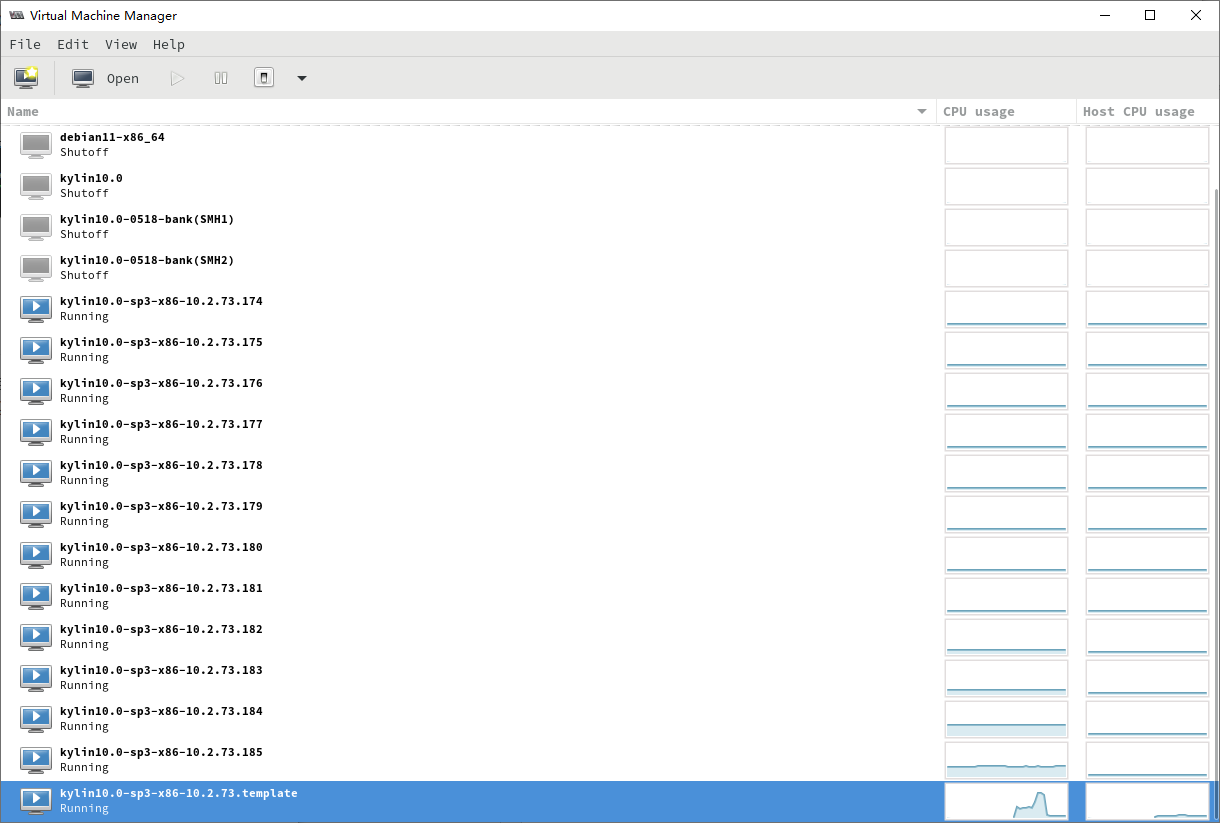 Virtual Machine Manager
File Edit View Help
Open
Name CPU usage Host CPU usage
debian11-x86_64
Shutoff
kylin10.0
Shutoff
kylin10.0-0518-bank(SMH1)
Shutoff
kylin10.0-0518-bank(SMH2)
Shutoff
kylin10.0-sp3-x86-10.2.73.174
Running
kylin10.0-sp3-x86-10.2.73.175
Running
kylin10.0-sp3-x86-10.2.73.176
Running
kylin10.0-sp3-x86-10.2.73.177
Running
kylin10.0-sp3-x86-10.2.73.178
Running
kylin10.0-sp3-x86-10.2.73.179
Running
kylin10.0-sp3-x86-10.2.73.180
Running
kylin10.0-sp3-x86-10.2.73.181
Running
kylin10.0-sp3-x86-10.2.73.182
Running
kylin10.0-sp3-x86-10.2.73.183
Running
kylin10.0-sp3-x86-10.2.73.184
Running
kylin10.0-sp3-x86-10.2.73.185
Running
kylin10.0-sp3-x86-10.2.73.template
Running